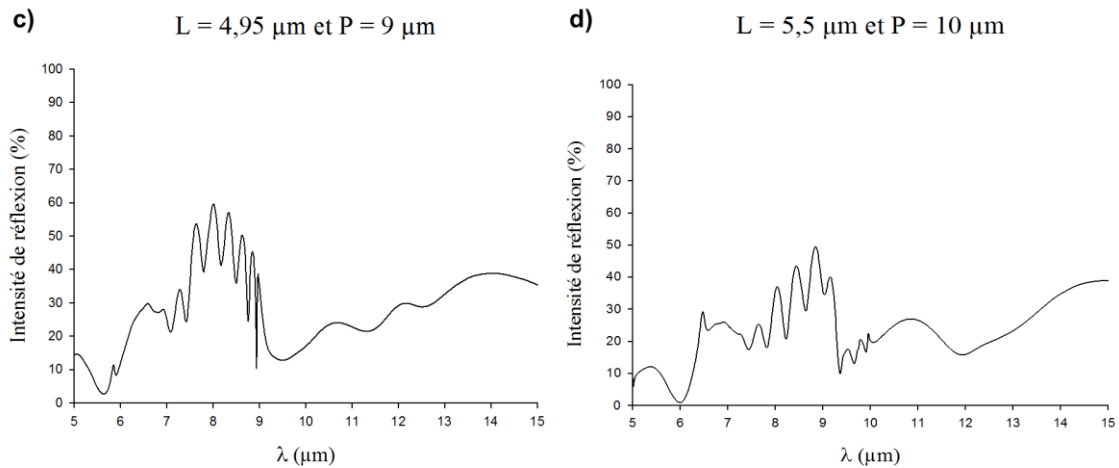 c)
L = 4,95 µm et P = 9 µm
Intensité de réflexion (%)
100
90
80
70
60
50
40
30
20
10
0
5 6 7 8 9 10 11 12 13 14 15
λ (µm)
d)
L = 5,5 µm et P = 10 µm
Intensité de réflexion (%)
100
90
80
70
60
50
40
30
20
10
0
5 6 7 8 9 10 11 12 13 14 15
λ (µm)